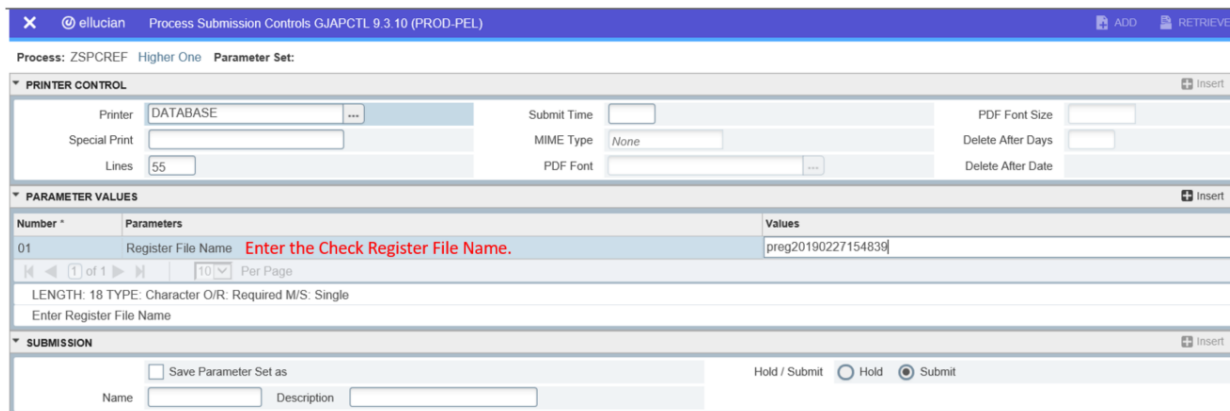 ✕ ellucian Process Submission Controls GJAPCTL 9.3.10 (PROD-PEL) ADD RETRIEVE
Process: ZSPCREF Higher One Parameter Set:
PRINTER CONTROL Insert
Printer DATABASE ... Submit Time PDF Font Size
Special Print MIME Type None Delete After Days
Lines 55 PDF Font ... Delete After Date
PARAMETER VALUES Insert
Number * Parameters Values
01 Register File Name Enter the Check Register File Name. preg20190227154839
1 of 1 10 Per Page
LENGTH: 18 TYPE: Character O/R: Required M/S: Single
Enter Register File Name
SUBMISSION Insert
Save Parameter Set as Hold / Submit Hold Submit
Name Description